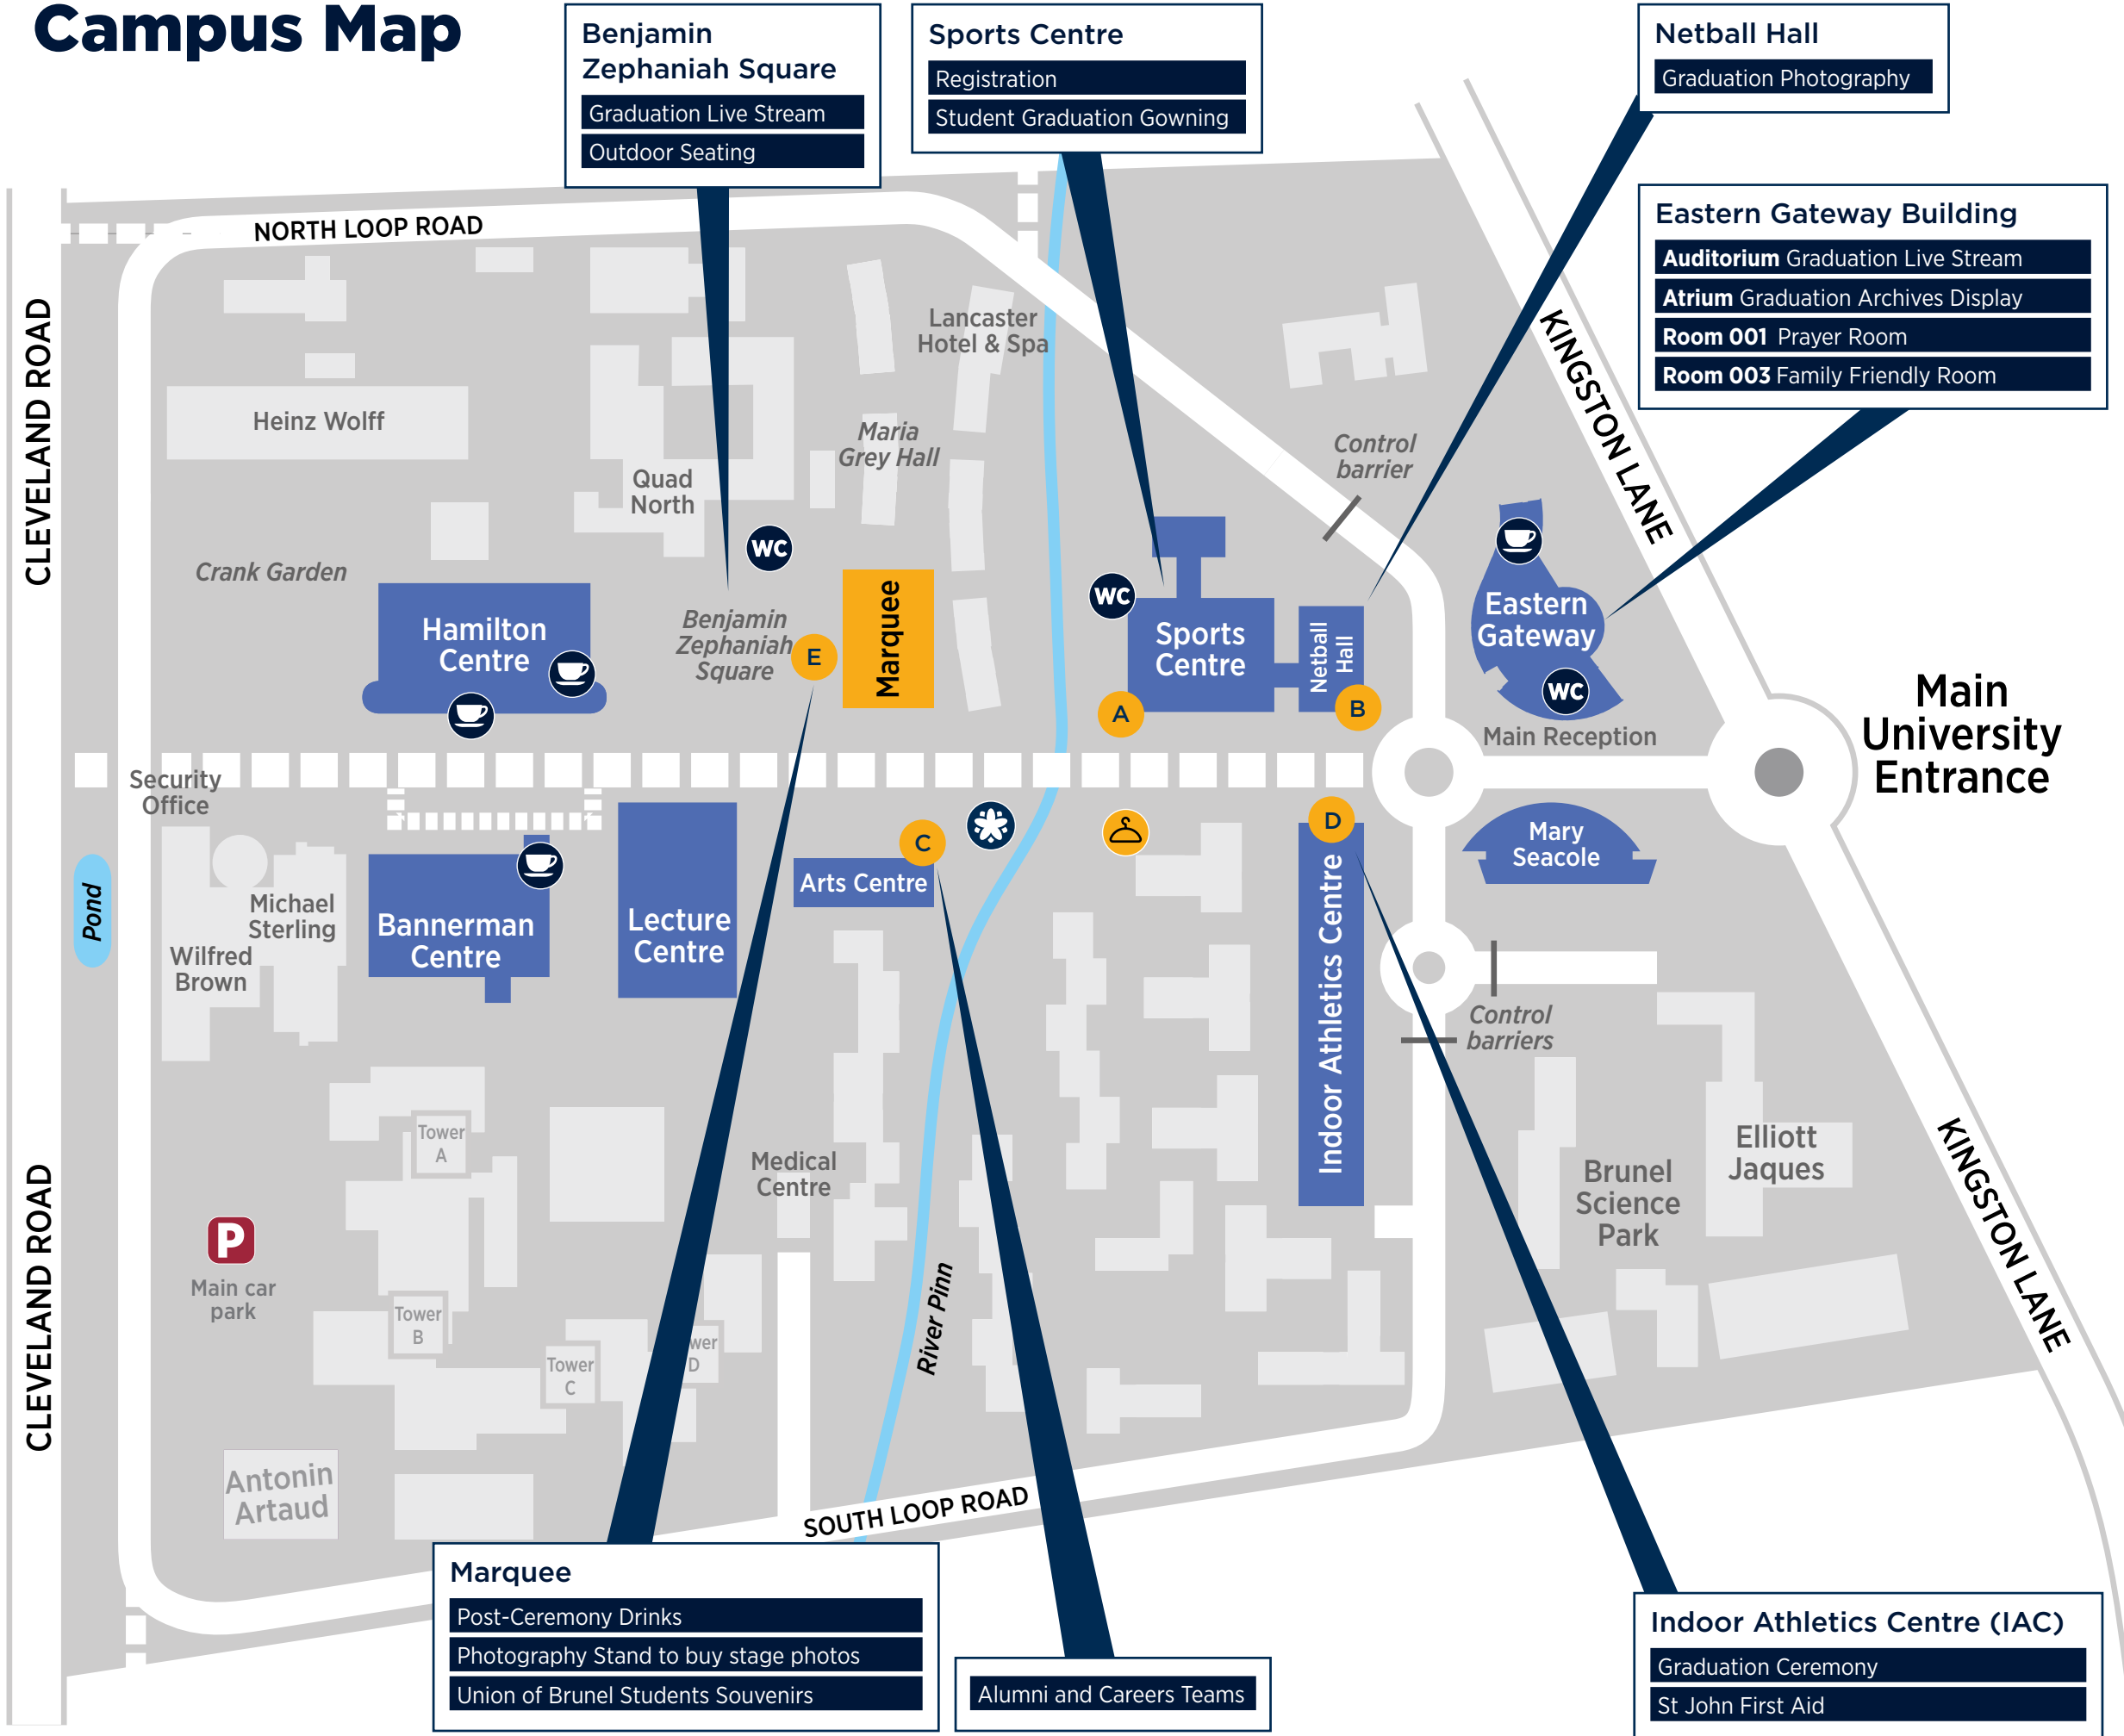 Campus Map
Benjamin
Zephaniah Square
Graduation Live Stream
Outdoor Seating
Sports Centre
Registration
Student Graduation Gowning
Netball Hall
Graduation Photography
Eastern Gateway Building
Auditorium Graduation Live Stream
Atrium Graduation Archives Display
Room 001 Prayer Room
Room 003 Family Friendly Room
NORTH LOOP ROAD
CLEVELAND ROAD
KINGSTON LANE
Lancaster
Hotel & Spa
Heinz Wolff
Maria
Grey Hall
Quad
North
Control
barrier
WC
Crank Garden
WC
Hamilton
Centre
Benjamin
Zephaniah
Square
E
Marquee
Sports
Centre
Netball
Hall
A
B
Eastern
Gateway
WC
Main Reception
Main
University
Entrance
Security
Office
Pond
Michael
Sterling
Wilfred
Brown
Bannerman
Centre
Lecture
Centre
C
Arts Centre
D
Indoor Athletics Centre
Mary
Seacole
Control
barriers
Tower
A
Medical
Centre
Brunel
Science
Park
Elliott
Jaques
KINGSTON LANE
CLEVELAND ROAD
P
Main car
park
Tower
B
Tower
C
wer
D
River Pinn
Antonin
Artaud
SOUTH LOOP ROAD
Marquee
Post-Ceremony Drinks
Photography Stand to buy stage photos
Union of Brunel Students Souvenirs
Alumni and Careers Teams
Indoor Athletics Centre (IAC)
Graduation Ceremony
St John First Aid